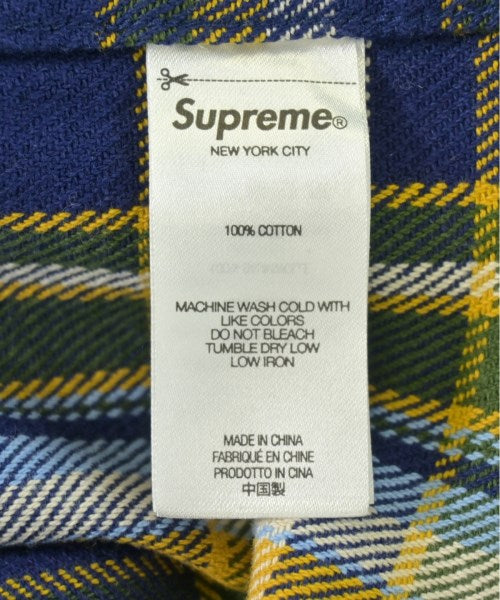 Supreme®
NEW YORK CITY
100% COTTON
MACHINE WASH COLD WITH
LIKE COLORS
DO NOT BLEACH
TUMBLE DRY LOW
LOW IRON
MADE IN CHINA
FABRIQUÉ EN CHINE
PRODOTTO IN CINA
中国製